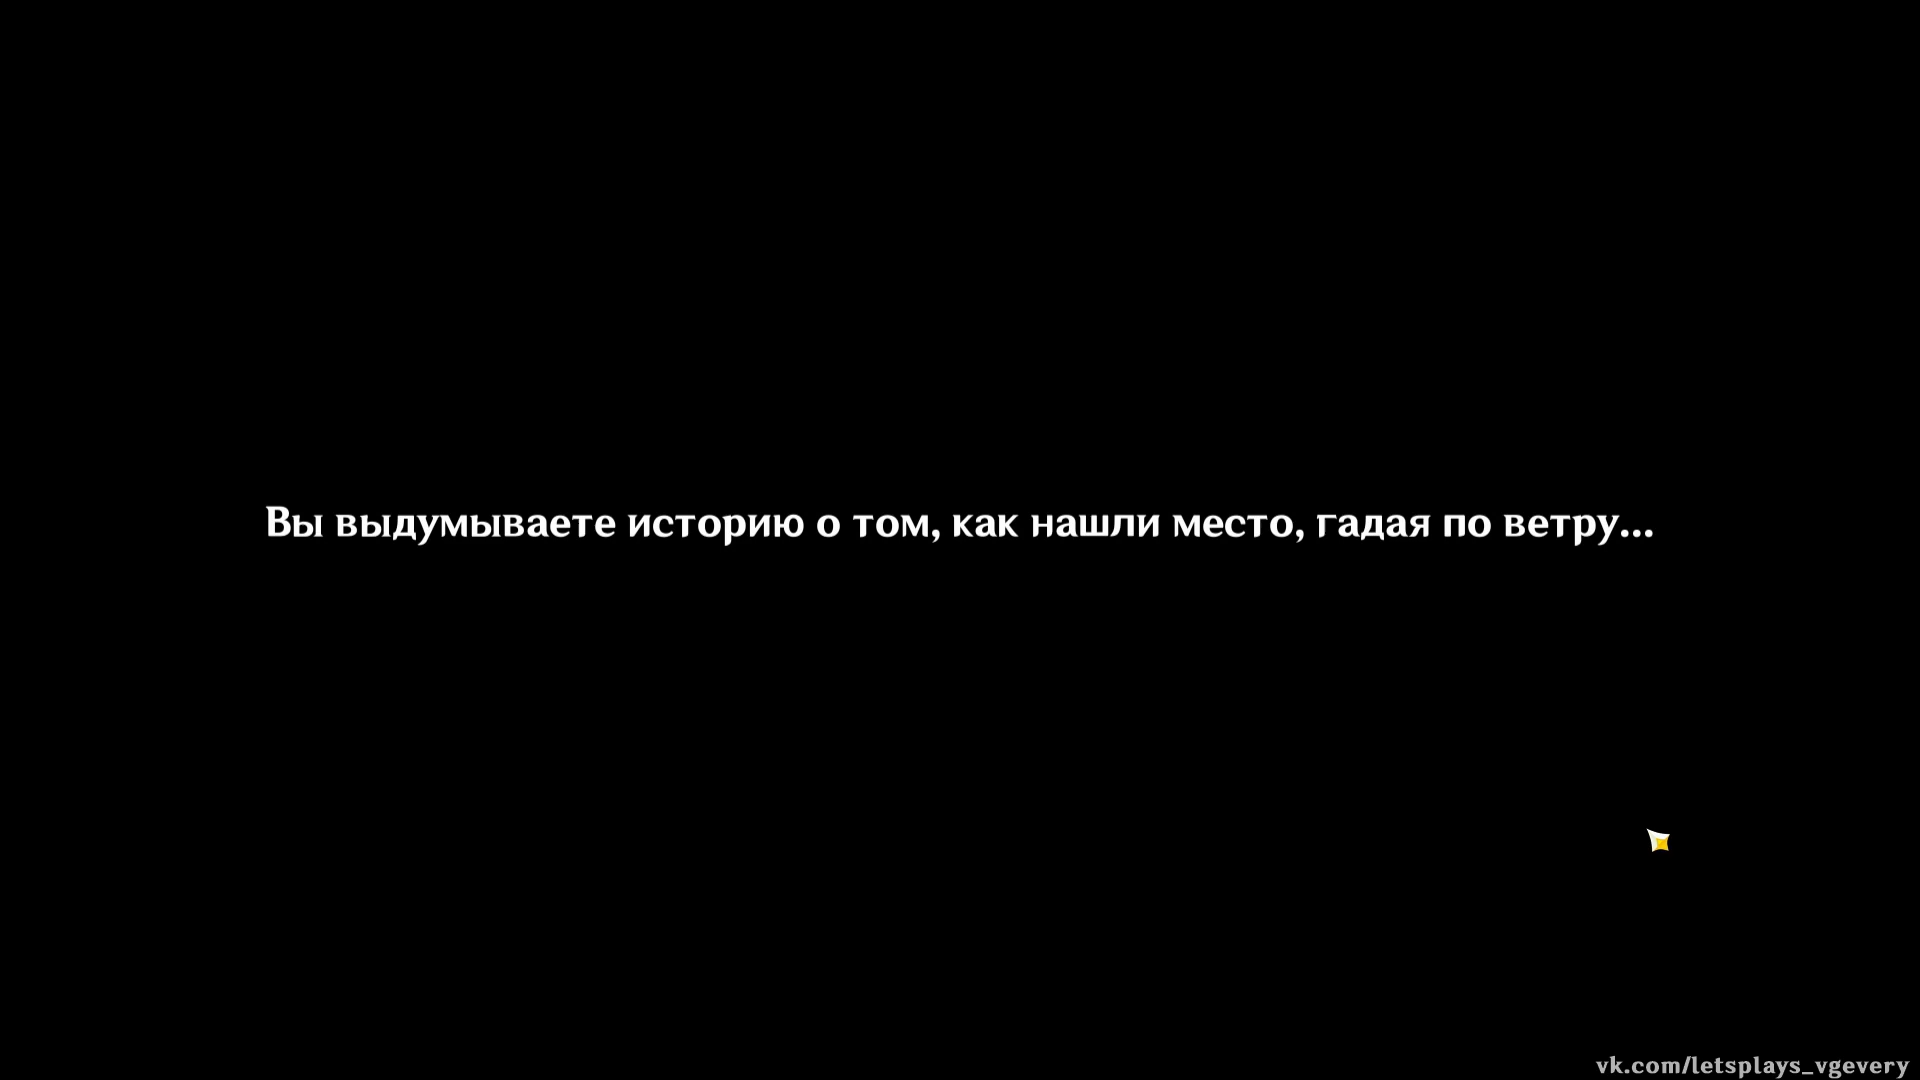 Вы выдумываете историю о том, как нашли место, гадая по ветру...
vk.com/letsplays_vgevery